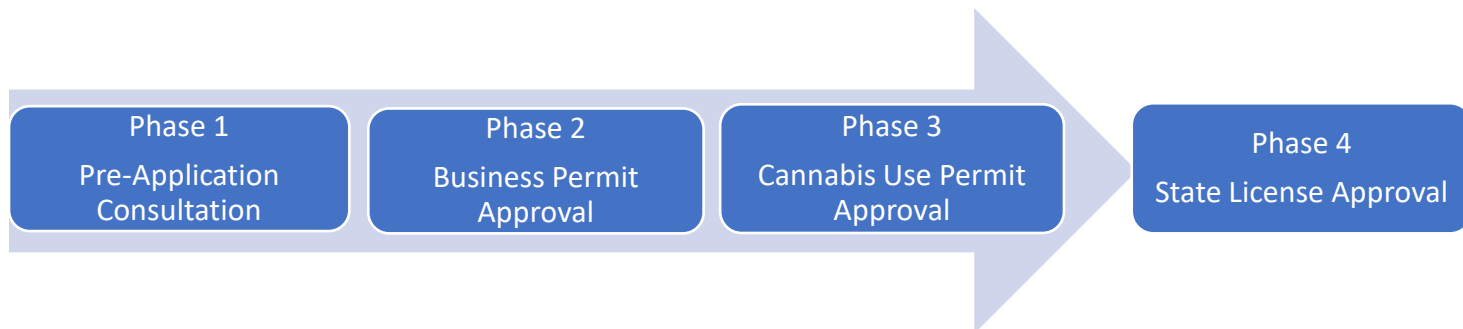 Phase 1
Pre-Application
Consultation
Phase 2
Business Permit
Approval
Phase 3
Cannabis Use Permit
Approval
Phase 4
State License Approval